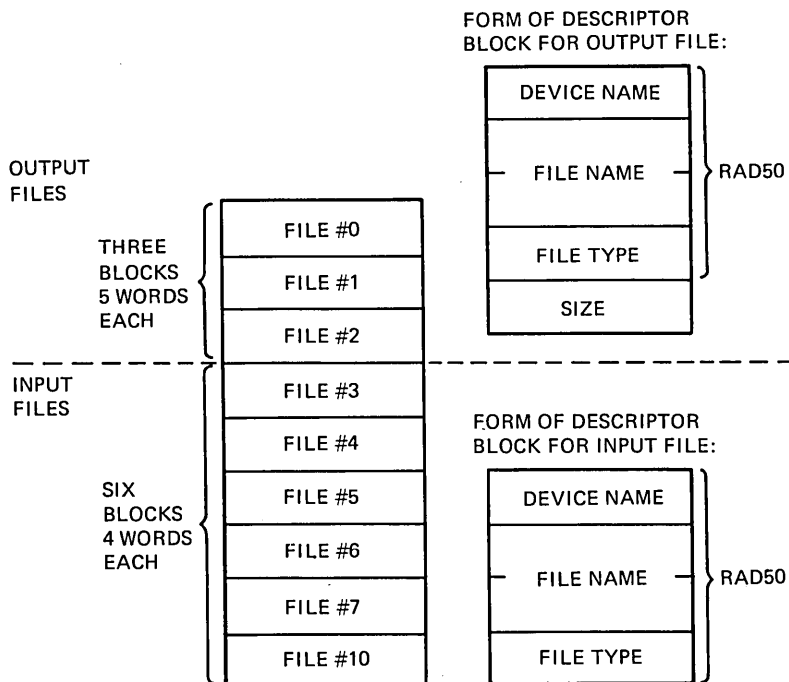 FORM OF DESCRIPTOR
BLOCK FOR OUTPUT FILE:
DEVICE NAME
FILE NAME
FILE TYPE
SIZE
RAD50
OUTPUT
FILES
THREE
BLOCKS
5 WORDS
EACH
FILE #0
FILE #1
FILE #2
INPUT
FILES
SIX
BLOCKS
4 WORDS
EACH
FILE #3
FILE #4
FILE #5
FILE #6
FILE #7
FILE #10
FORM OF DESCRIPTOR
BLOCK FOR INPUT FILE:
DEVICE NAME
FILE NAME
FILE TYPE
RAD50